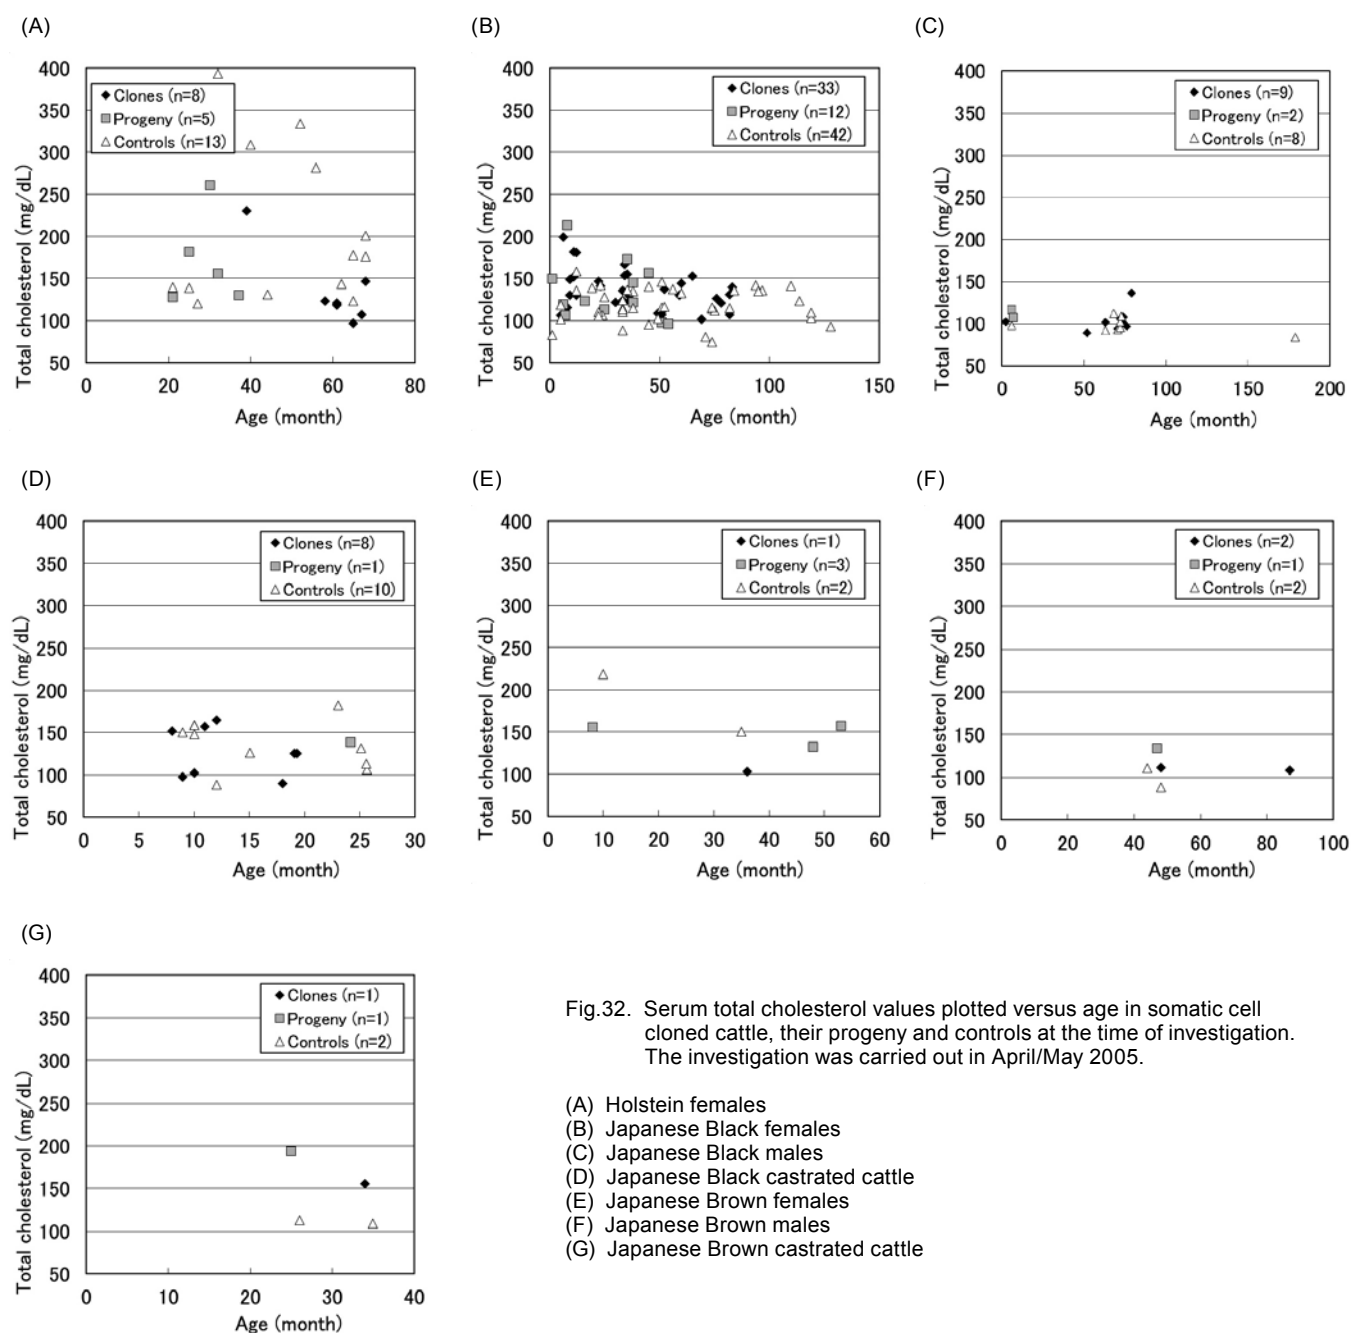 (A)
400
350
300
250
200
150
100
50
Total cholesterol (mg/dL)
Clones (n=8)
Progeny (n=5)
Controls (n=13)
0 20 40 60 80
Age (month)
(B)
400
350
300
250
200
150
100
50
Total cholesterol (mg/dL)
Clones (n=33)
Progeny (n=12)
Controls (n=42)
0 50 100 150
Age (month)
(C)
400
350
300
250
200
150
100
50
Total cholesterol (mg/dL)
Clones (n=9)
Progeny (n=2)
Controls (n=8)
0 50 100 150 200
Age (month)
(D)
400
350
300
250
200
150
100
50
Total cholesterol (mg/dL)
Clones (n=8)
Progeny (n=1)
Controls (n=10)
0 5 10 15 20 25 30
Age (month)
(E)
400
350
300
250
200
150
100
50
Total cholesterol (mg/dL)
Clones (n=1)
Progeny (n=3)
Controls (n=2)
0 10 20 30 40 50 60
Age (month)
(F)
400
350
300
250
200
150
100
50
Total cholesterol (mg/dL)
Clones (n=2)
Progeny (n=1)
Controls (n=2)
0 20 40 60 80 100
Age (month)
(G)
400
350
300
250
200
150
100
50
Total cholesterol (mg/dL)
Clones (n=1)
Progeny (n=1)
Controls (n=2)
0 10 20 30 40
Age (month)
Fig.32. Serum total cholesterol values plotted versus age in somatic cell
cloned cattle, their progeny and controls at the time of investigation.
The investigation was carried out in April/May 2005.
(A) Holstein females
(B) Japanese Black females
(C) Japanese Black males
(D) Japanese Black castrated cattle
(E) Japanese Brown females
(F) Japanese Brown males
(G) Japanese Brown castrated cattle